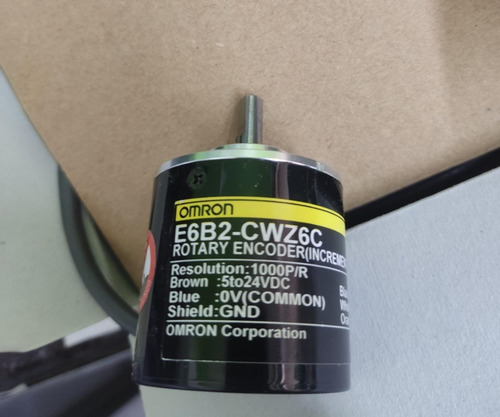 OMRON
E6B2-CWZ6C
ROTARY ENCODER(INCREME
Resolution:1000P/R
Brown :5to24VDC
Blue :0V(COMMON)
Shield:GND
OMRON Corporation